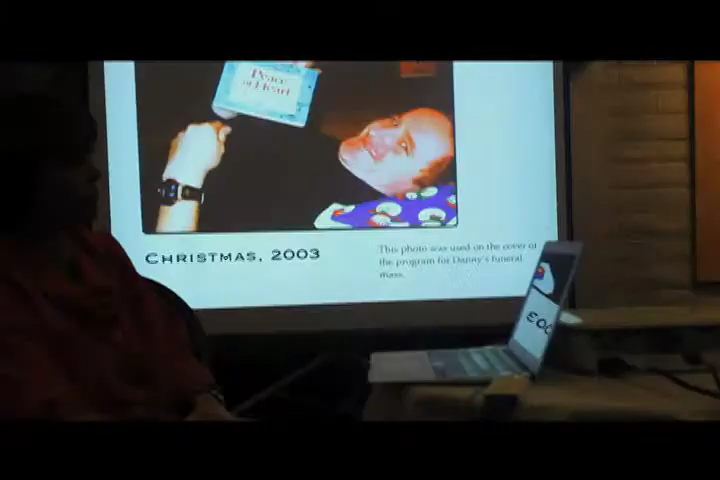 Peace
of Heart
CHRISTMAS, 2003
This photo was used on the cover of
the program for Danny's funeral
mass.
003